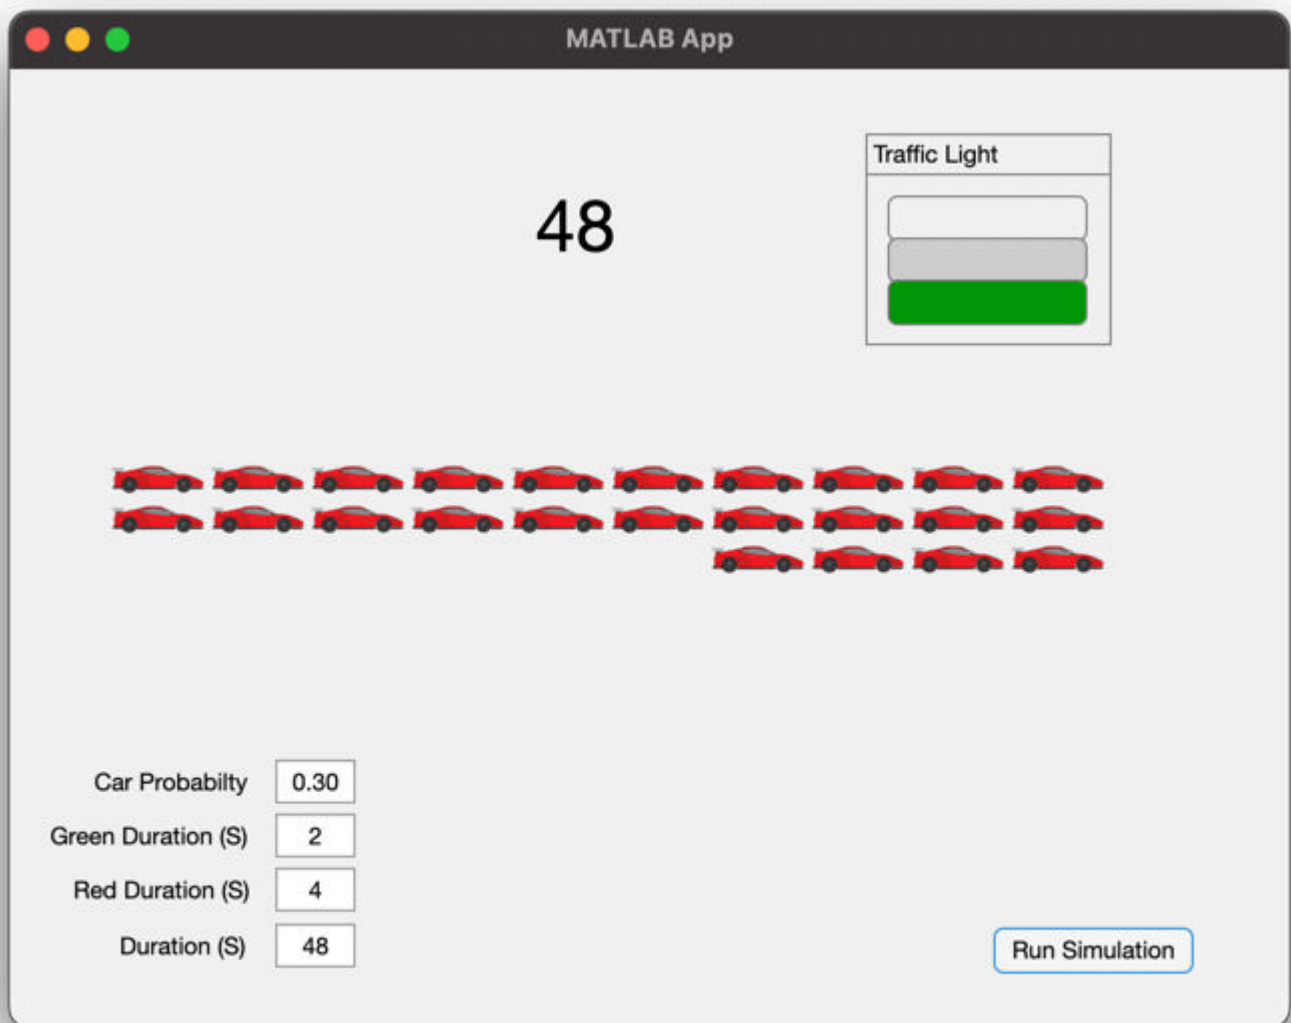 MATLAB App
Traffic Light
48
Car Probabilty 0.30
Green Duration (S) 2
Red Duration (S) 4
Duration (S) 48
Run Simulation